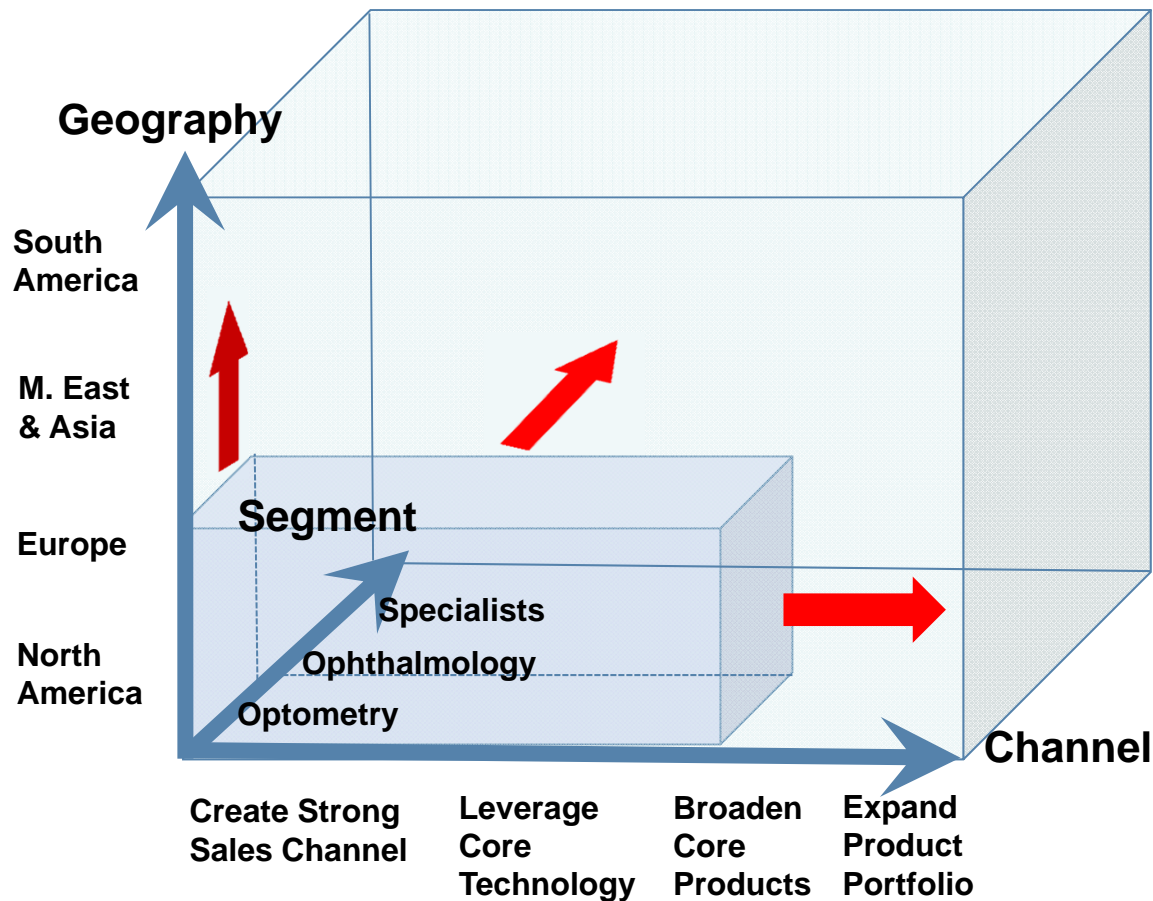 Geography
South
America
M. East
& Asia
Europe
North
America
Segment
Specialists
Ophthalmology
Optometry
Channel
Create Strong
Sales Channel
Leverage
Core
Technology
Broaden
Core
Products
Expand
Product
Portfolio